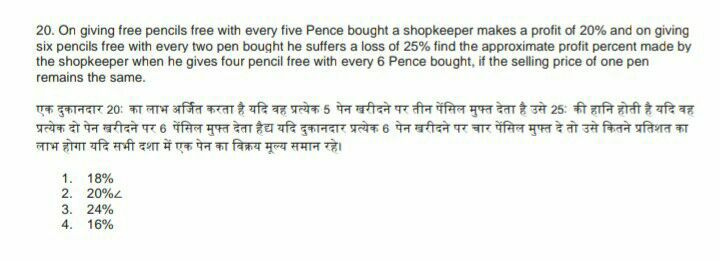 20. On giving free pencils free with every five Pence bought a shopkeeper makes a profit of 20% and on giving
six pencils free with every two pen bought he suffers a loss of 25% find the approximate profit percent made by
the shopkeeper when he gives four pencil free with every 6 Pence bought, if the selling price of one pen
remains the same.
एक दुकानदार 20: का लाभ अर्जित करता है यदि वह प्रत्येक 5 पेन खरीदने पर तीन पेंसिल मुफ्त देता है उसे 25: की हानि होती है यदि वह
प्रत्येक दो पेन खरीदने पर 6 पेंसिल मुफ्त देता हैद्य यदि दुकानदार प्रत्येक 6 पेन खरीदने पर चार पेंसिल मुफ्त दे तो उसे कितने प्रतिशत का
लाभ होगा यदि सभी दशा में एक पेन का विक्रय मूल्य समान रहे।
1. 18%
2. 20%∠
3. 24%
4. 16%